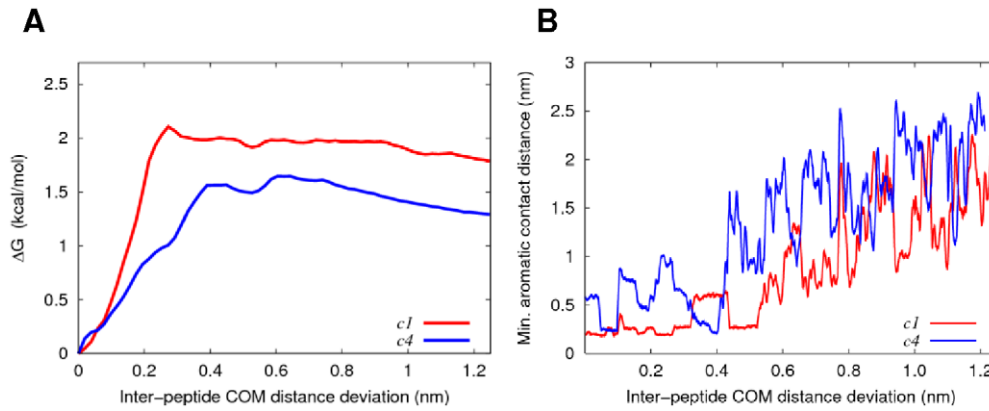 A
ΔG (kcal/mol)
2.5
2
1.5
1
0.5
0
0 0.2 0.4 0.6 0.8 1 1.2
c1
c4
Inter–peptide COM distance deviation (nm)
B
Min. aromatic contact distance (nm)
3
2.5
2
1.5
1
0.5
0
0.2 0.4 0.6 0.8 1.0 1.2
c1
c4
Inter–peptide COM distance deviation (nm)